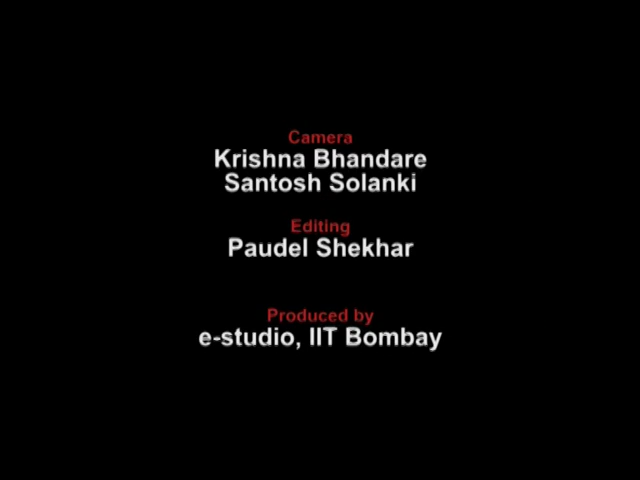 Camera
Krishna Bhandare
Santosh Solanki
Editing
Paudel Shekhar
Produced by
e-studio, IIT Bombay